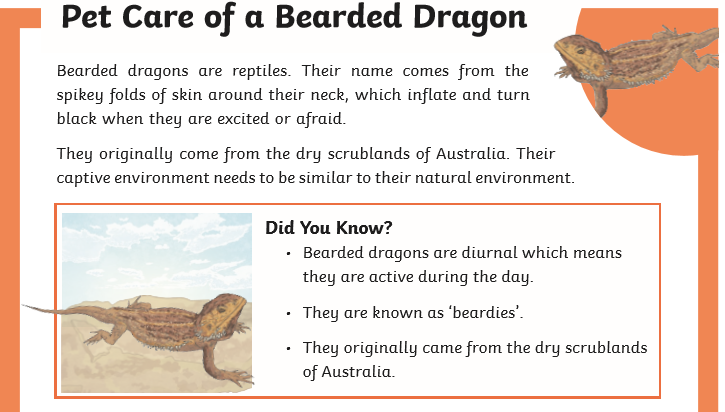 Pet Care of a Bearded Dragon
Bearded dragons are reptiles. Their name comes from the
spikey folds of skin around their neck, which inflate and turn
black when they are excited or afraid.
They originally come from the dry scrublands of Australia. Their
captive environment needs to be similar to their natural environment.
Did You Know?
• Bearded dragons are diurnal which means
they are active during the day.
• They are known as ‘beardies’.
• They originally came from the dry scrublands
of Australia.